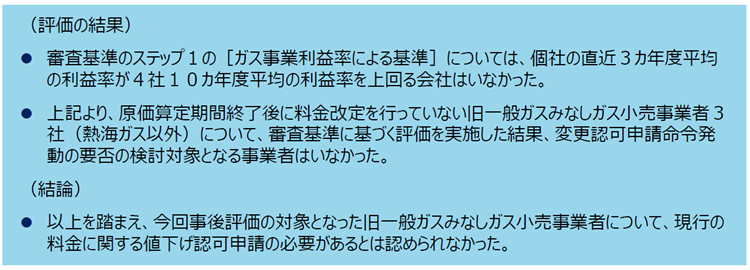 （評価の結果）
● 審査基準のステップ１の［ガス事業利益率による基準］については、個社の直近３カ年度平均
の利益率が４社１０カ年度平均の利益率を上回る会社はいなかった。
● 上記より、原価算定期間終了後に料金改定を行っていない旧一般ガスみなしガス小売事業者３
社（熱海ガス以外）について、審査基準に基づく評価を実施した結果、変更認可申請命令発
動の要否の検討対象となる事業者はいなかった。
（結論）
● 以上を踏まえ、今回事後評価の対象となった旧一般ガスみなしガス小売事業者について、現行の
料金に関する値下げ認可申請の必要があるとは認められなかった。